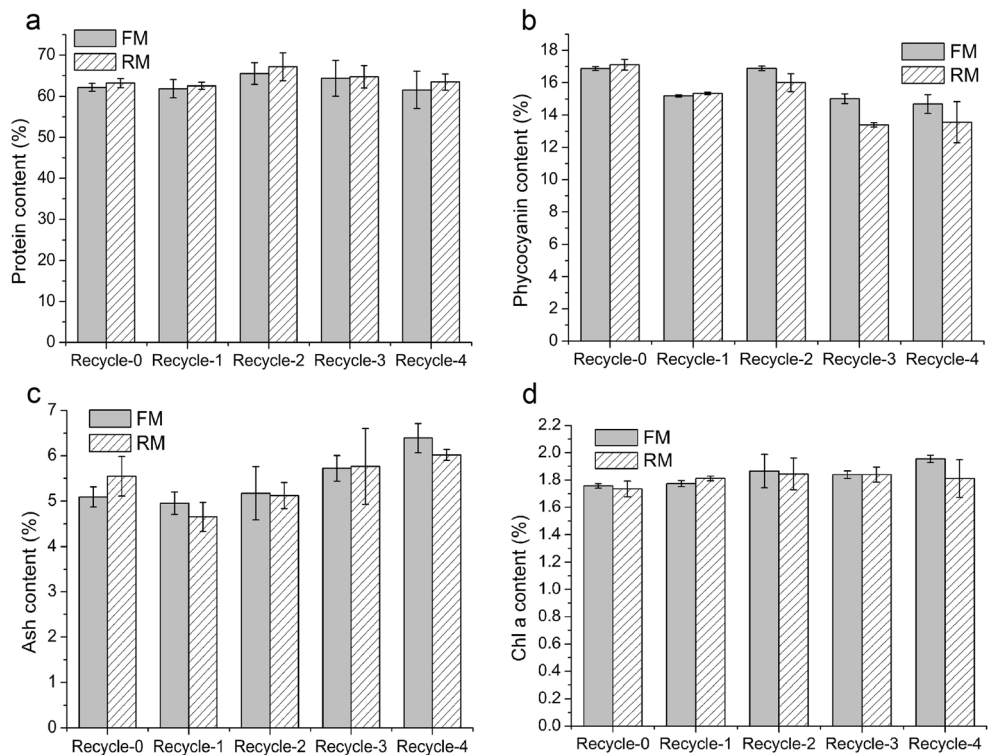 a
FM
RM
Protein content (%)
70
60
50
40
30
20
10
0
Recycle-0 Recycle-1 Recycle-2 Recycle-3 Recycle-4
b
FM
RM
Phycocyanin content (%)
18
16
14
12
10
8
6
4
2
0
Recycle-0 Recycle-1 Recycle-2 Recycle-3 Recycle-4
c
FM
RM
Ash content (%)
7
6
5
4
3
2
1
0
Recycle-0 Recycle-1 Recycle-2 Recycle-3 Recycle-4
d
FM
RM
Chl a content (%)
2.2
2.0
1.8
1.6
1.4
1.2
1.0
0.8
0.6
0.4
0.2
0.0
Recycle-0 Recycle-1 Recycle-2 Recycle-3 Recycle-4